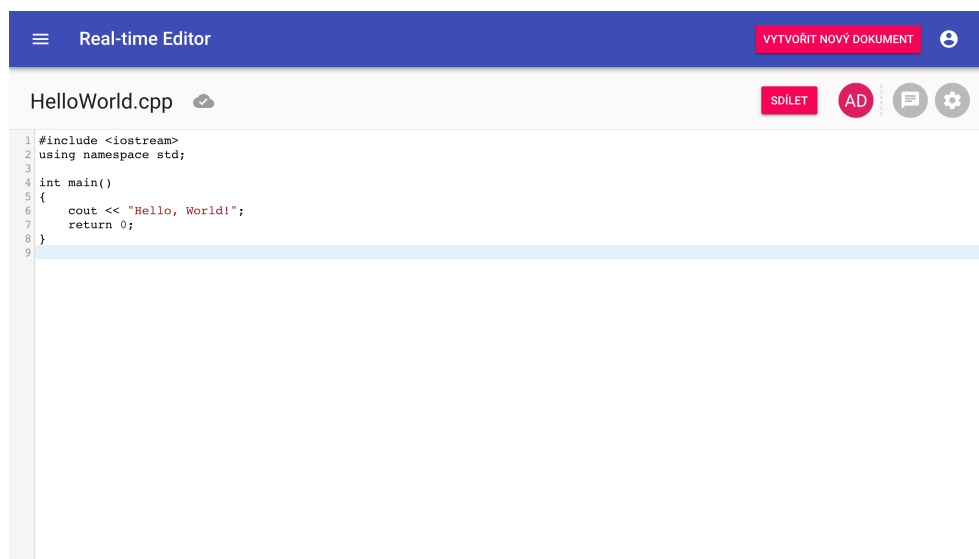 Real-time Editor
VYTVOŘIT NOVÝ DOKUMENT
HelloWorld.cpp
SDÍLET
AD
1 #include <iostream>
2 using namespace std;
3
4 int main()
5 {
6     cout << "Hello, World!";
7     return 0;
8 }
9